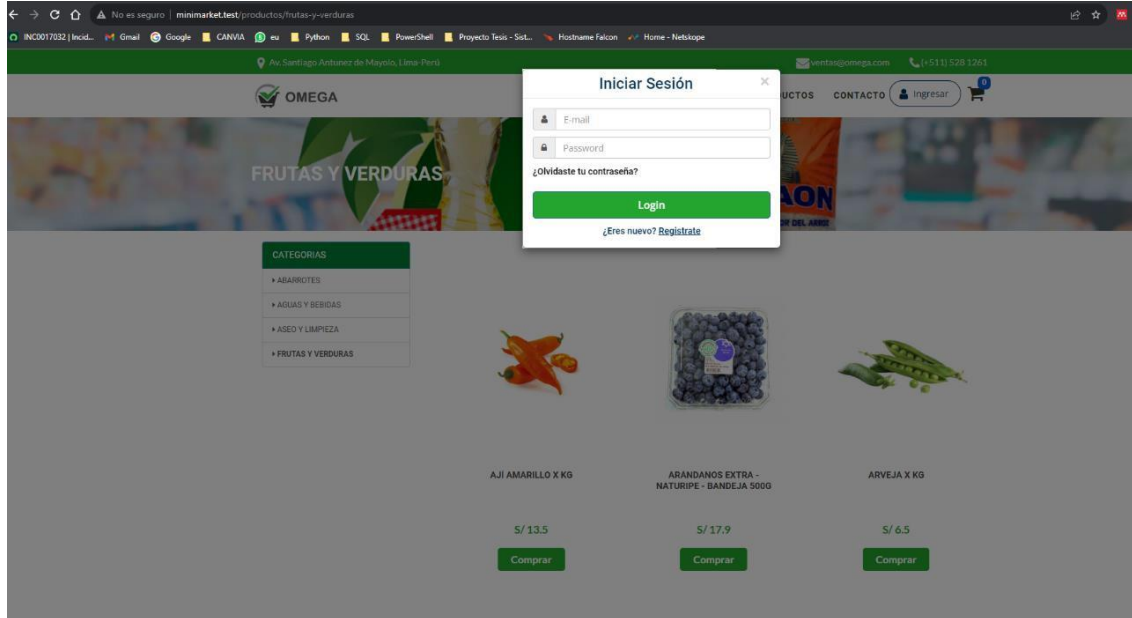 No es seguro | minimarket.test/productos/frutas-y-verduras
INC0017032 | Incid... Gmail Google CANVIA eu Python SQL PowerShell Proyecto Tesis - Sist... Hostname Falcon Home - Netskope
Av. Santiago Antunez de Mayolo, Lima-Perú ventas@omega.com (+511) 528 1261
OMEGA UCTOS CONTACTO Ingresar 0
Iniciar Sesión ×
E-mail
Password
¿Olvidaste tu contraseña?
Login
¿Eres nuevo? Registrate
FRUTAS Y VERDURAS
AON
CATEGORIAS
ABARROTES
AGUAS Y BEBIDAS
ASEO Y LIMPIEZA
FRUTAS Y VERDURAS
AJÍ AMARILLO X KG ARANDANOS EXTRA - ARVEJA X KG
NATURIPE - BANDEJA 500G
S/ 13.5 S/ 17.9 S/ 6.5
Comprar Comprar Comprar